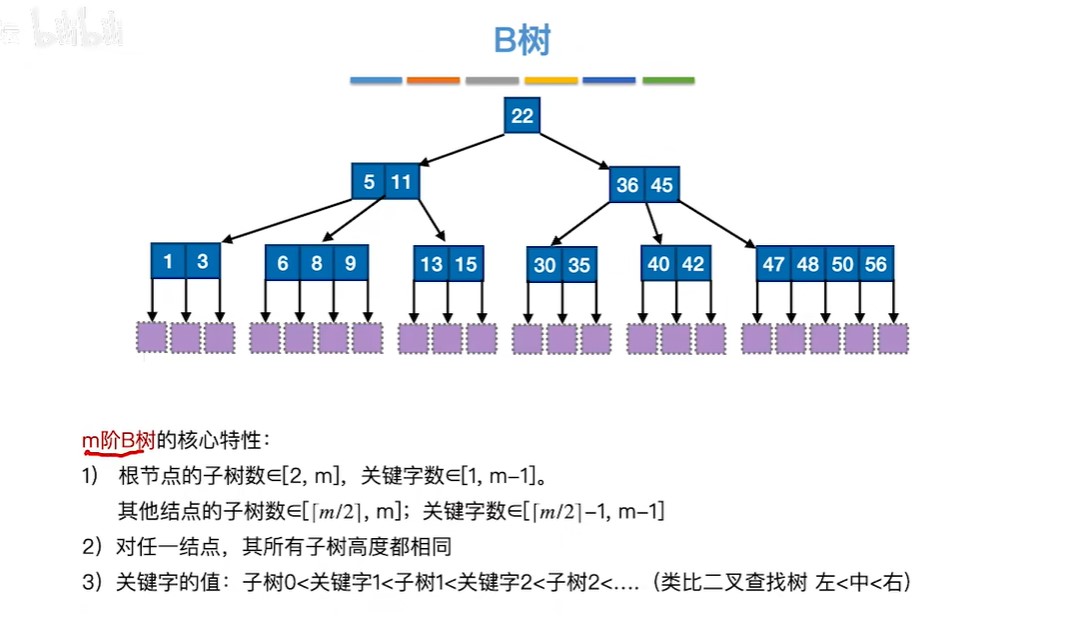 bilibili
B树
22
5 11
36 45
1 3
6 8 9
13 15
30 35
40 42
47 48 50 56
m阶B树的核心特性：
1） 根节点的子树数∈[2, m]，关键字数∈[1, m−1]。
其他结点的子树数∈[⌈m/2⌉, m]；关键字数∈[⌈m/2⌉−1, m−1]
2）对任一结点，其所有子树高度都相同
3）关键字的值：子树0<关键字1<子树1<关键字2<子树2<.... （类比二叉查找树 左<中<右）